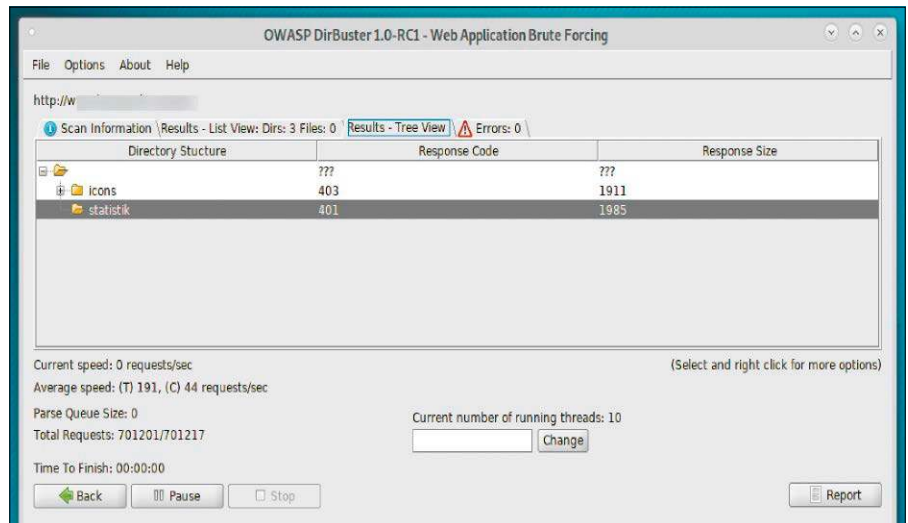 OWASP DirBuster 1.0-RC1 - Web Application Brute Forcing
File Options About Help
http://w
Scan Information Results - List View: Dirs: 3 Files: 0 Results - Tree View Errors: 0
Directory Stucture Response Code Response Size
??? ???
icons 403 1911
statistik 401 1985
Current speed: 0 requests/sec (Select and right click for more options)
Average speed: (T) 191, (C) 44 requests/sec
Parse Queue Size: 0 Current number of running threads: 10
Total Requests: 701201/701217 Change
Time To Finish: 00:00:00
Back Pause Stop Report